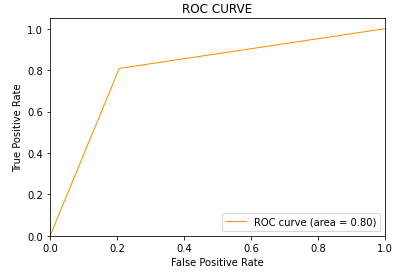 ROC CURVE
1.0
0.8
0.6
0.4
0.2
0.0
True Positive Rate
ROC curve (area = 0.80)
0.0 0.2 0.4 0.6 0.8 1.0
False Positive Rate